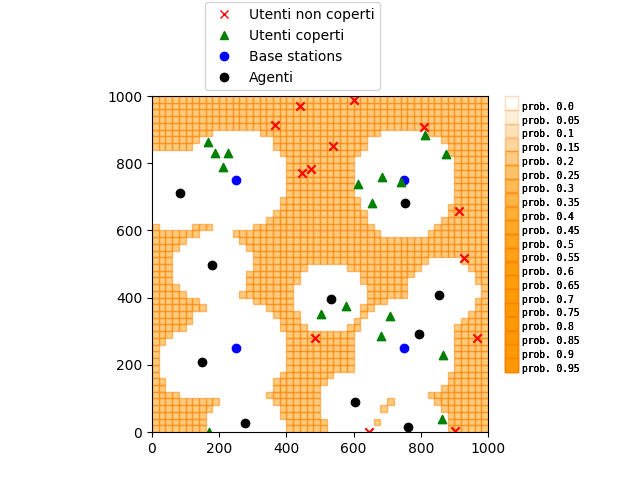 Utenti non coperti
Utenti coperti
Base stations
Agenti
1000
800
600
400
200
0
0 200 400 600 800 1000
prob. 0.0
prob. 0.05
prob. 0.1
prob. 0.15
prob. 0.2
prob. 0.25
prob. 0.3
prob. 0.35
prob. 0.4
prob. 0.45
prob. 0.5
prob. 0.55
prob. 0.6
prob. 0.65
prob. 0.7
prob. 0.75
prob. 0.8
prob. 0.85
prob. 0.9
prob. 0.95